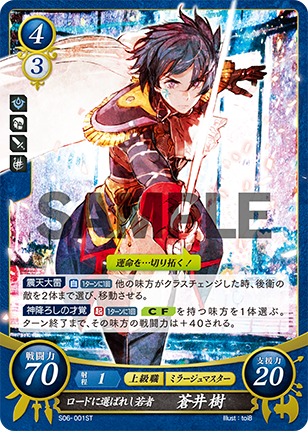 4
3
SAMPLE
運命を…切り拓く!
震天大雷 自 1ターンに1回 他の味方がクラスチェンジした時、後衛の
敵を2体まで選び、移動させる。
神降ろしの才覚 起 1ターンに1回 CFを持つ味方を1体選ぶ。
ターン終了まで、その味方の戦闘力は+40される。
戦闘力
70
射程 1 上級職 ミラージュマスター
支援力
20
ロードに選ばれし若者 蒼井樹
S06-001ST Illust:toi8